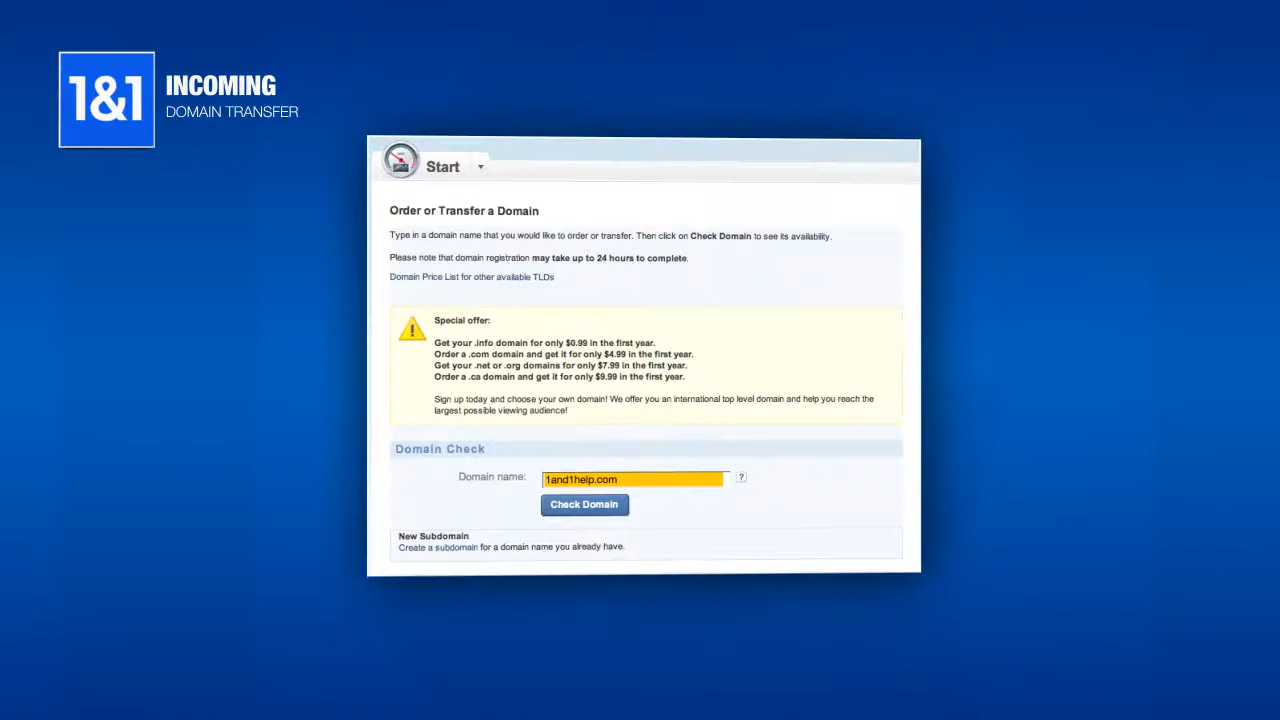 1&1
INCOMING
DOMAIN TRANSFER
Start
Order or Transfer a Domain
Type in a domain name that you would like to order or transfer. Then click on Check Domain to see its availability.
Please note that domain registration may take up to 24 hours to complete.
Domain Price List for other available TLDs
!
Special offer:
Get your .info domain for only $0.99 in the first year.
Order a .com domain and get it for only $4.99 in the first year.
Get your .net or .org domains for only $7.99 in the first year.
Order a .ca domain and get it for only $9.99 in the first year.
Sign up today and choose your own domain! We offer you an international top level domain and help you reach the
largest possible viewing audience!
Domain Check
Domain name: 1and1help.com ?
Check Domain
New Subdomain
Create a subdomain for a domain name you already have.